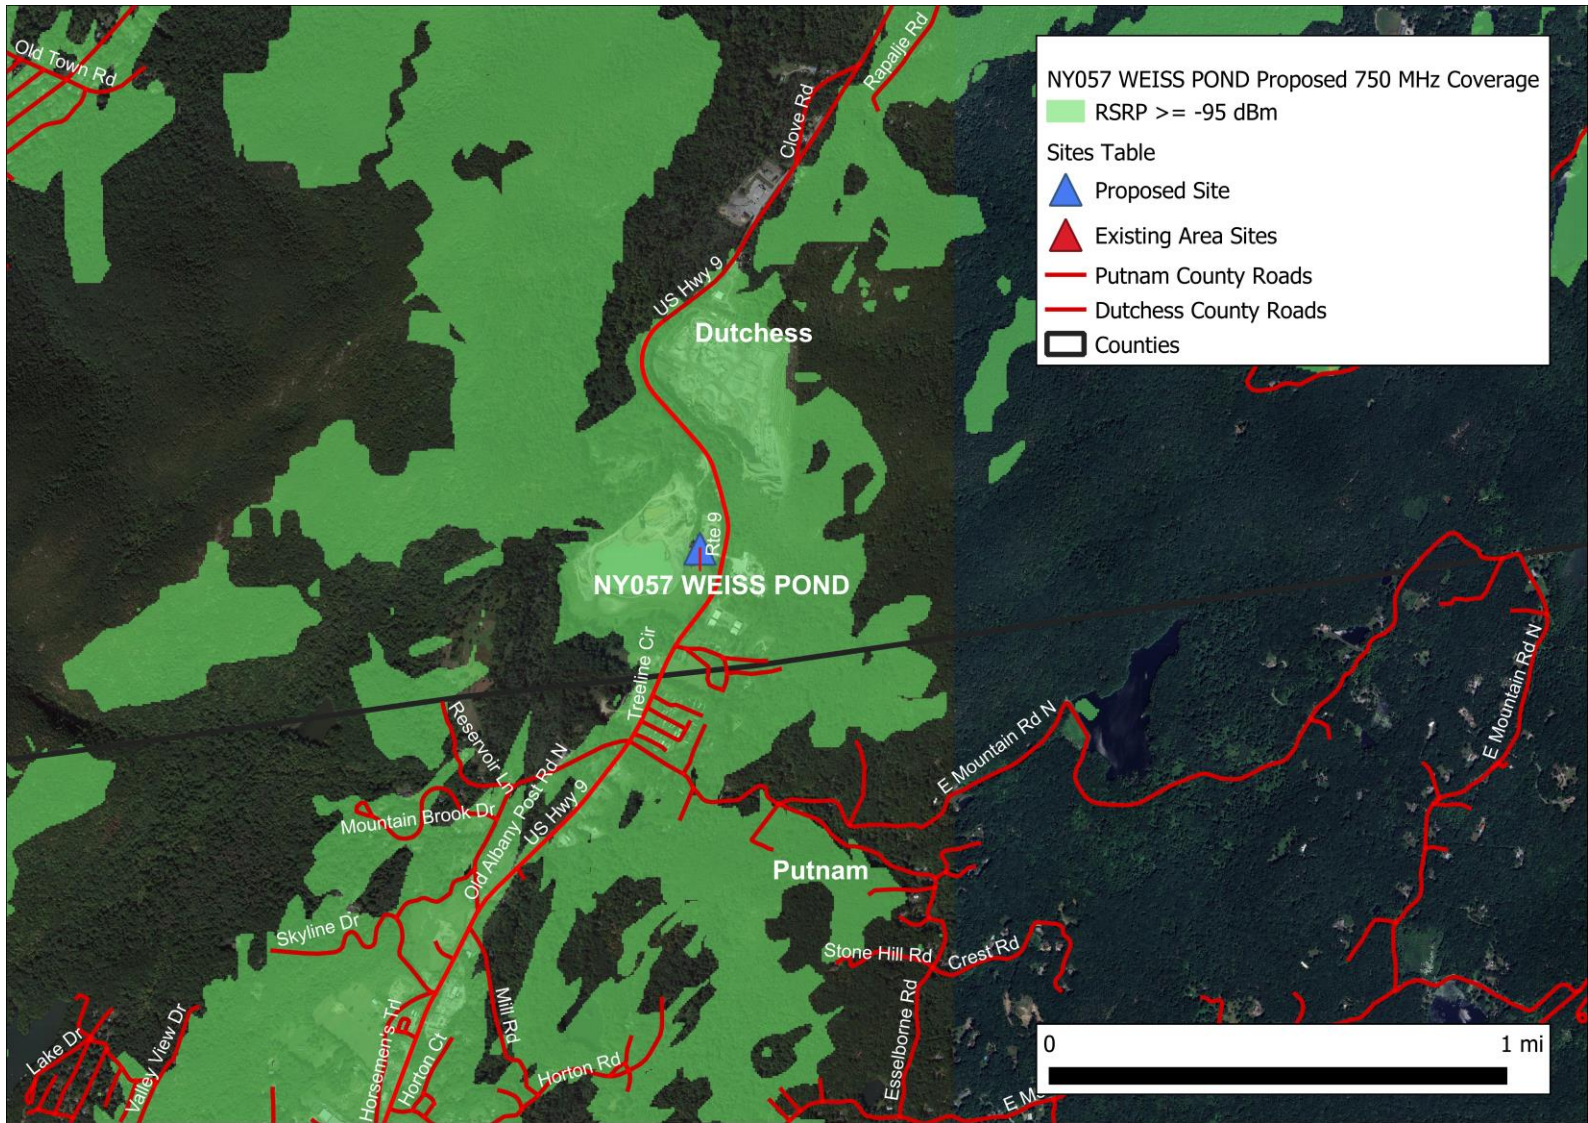 Old Town Rd
Rapalje Rd
Clove Rd
US Hwy 9
Dutchess
NY057 WEISS POND Proposed 750 MHz Coverage
RSRP >= -95 dBm
Sites Table
Proposed Site
Existing Area Sites
Putnam County Roads
Dutchess County Roads
Counties
Rte 9
NY057 WEISS POND
Treeline Cir
Reservoir Ln
Old Albany Post Rd N
US Hwy 9
Mountain Brook Dr
E Mountain Rd N
E Mountain Rd N
Putnam
Skyline Dr
Stone Hill Rd
Crest Rd
Mill Rd
Esselborne Rd
Lake Dr
Valley View Dr
Horsemen's Trl
Horton Ct
Horton Rd
E Mo
0 1 mi